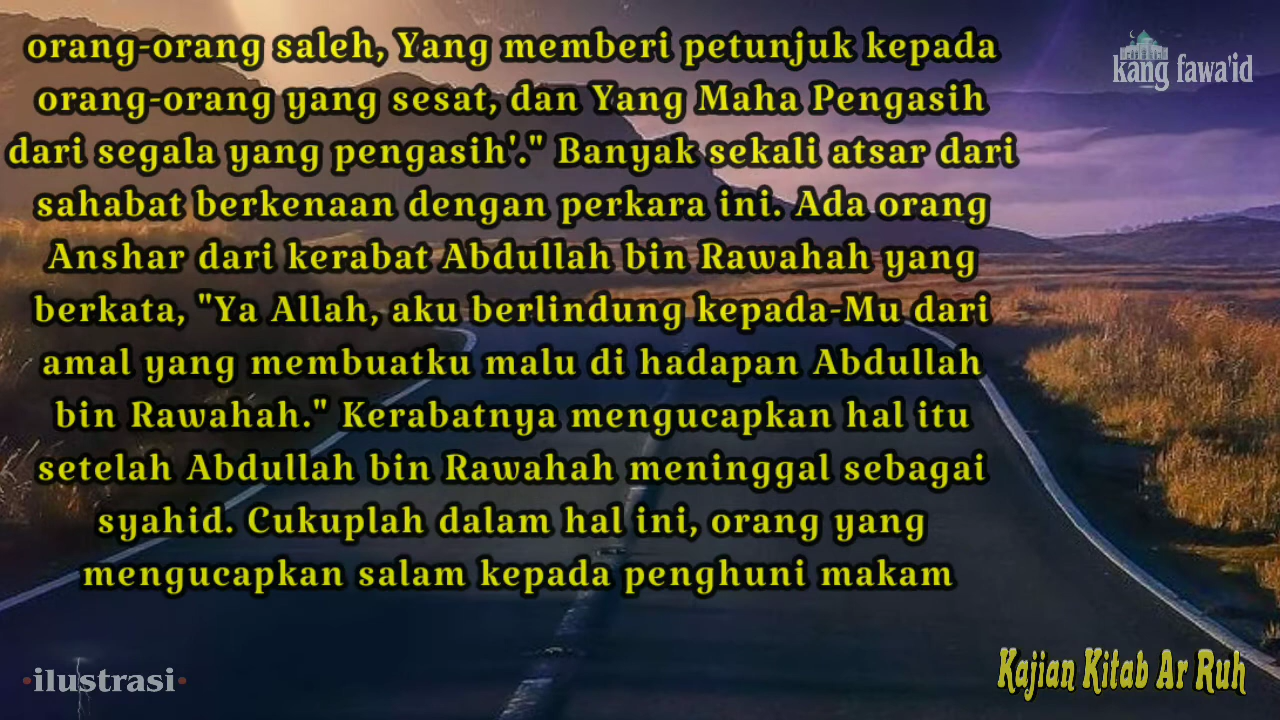 orang-orang saleh, Yang memberi petunjuk kepada
orang-orang yang sesat, dan Yang Maha Pengasih
dari segala yang pengasih'." Banyak sekali atsar dari
sahabat berkenaan dengan perkara ini. Ada orang
Anshar dari kerabat Abdullah bin Rawahah yang
berkata, "Ya Allah, aku berlindung kepada-Mu dari
amal yang membuatku malu di hadapan Abdullah
bin Rawahah." Kerabatnya mengucapkan hal itu
setelah Abdullah bin Rawahah meninggal sebagai
syahid. Cukuplah dalam hal ini, orang yang
mengucapkan salam kepada penghuni makam
kang fawa'id
•ilustrasi•
Kajian Kitab Ar Ruh